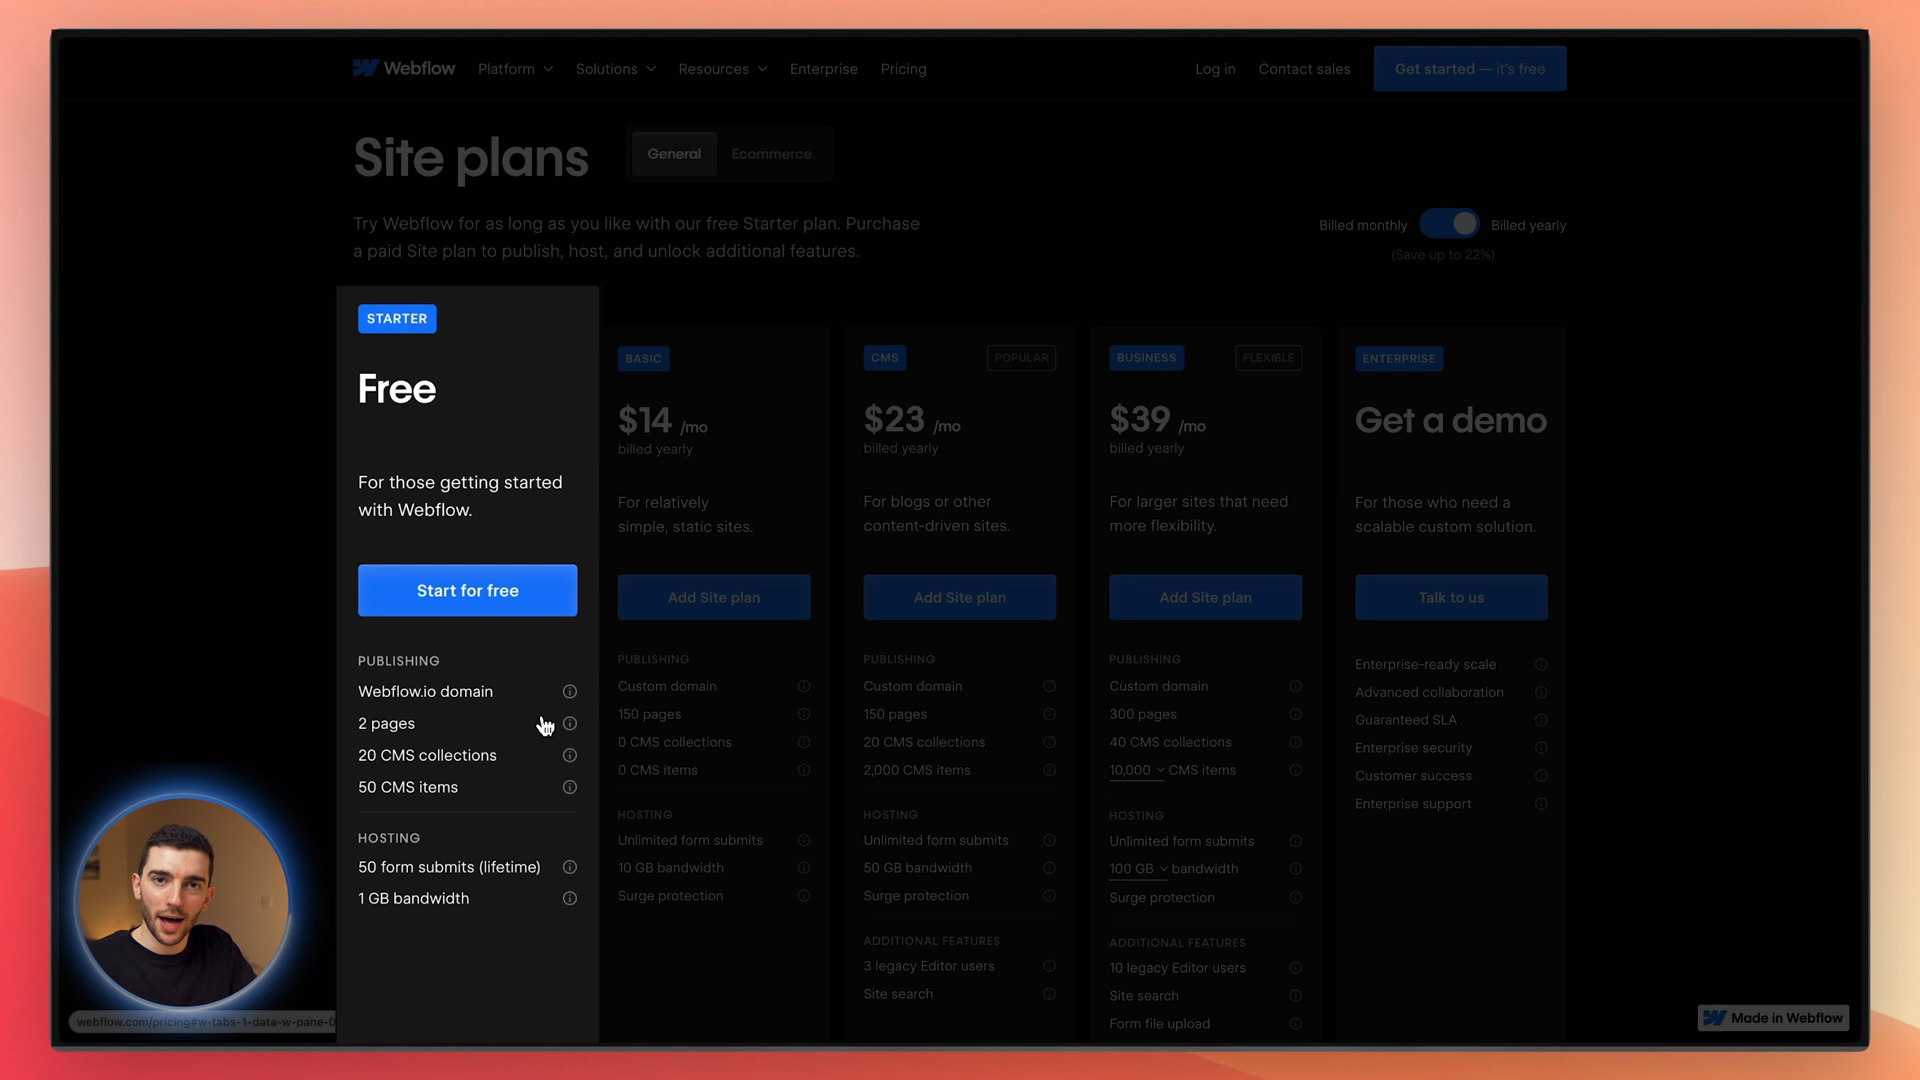 Webflow
Platform
Solutions
Resources
Enterprise
Pricing
Log in
Contact sales
Get started — it's free
Site plans
General
Ecommerce
Try Webflow for as long as you like with our free Starter plan. Purchase
a paid Site plan to publish, host, and unlock additional features.
Billed monthly
Billed yearly
(Save up to 22%)
STARTER
Free
For those getting started
with Webflow.
Start for free
PUBLISHING
Webflow.io domain
2 pages
20 CMS collections
50 CMS items
HOSTING
50 form submits (lifetime)
1 GB bandwidth
BASIC
$14 /mo
billed yearly
For relatively
simple, static sites.
Add Site plan
PUBLISHING
Custom domain
150 pages
0 CMS collections
0 CMS items
HOSTING
Unlimited form submits
10 GB bandwidth
Surge protection
CMS
POPULAR
$23 /mo
billed yearly
For blogs or other
content-driven sites.
Add Site plan
PUBLISHING
Custom domain
150 pages
20 CMS collections
2,000 CMS items
HOSTING
Unlimited form submits
50 GB bandwidth
Surge protection
ADDITIONAL FEATURES
3 legacy Editor users
Site search
BUSINESS
FLEXIBLE
$39 /mo
billed yearly
For larger sites that need
more flexibility.
Add Site plan
PUBLISHING
Custom domain
300 pages
40 CMS collections
10,000 CMS items
HOSTING
Unlimited form submits
100 GB bandwidth
Surge protection
ADDITIONAL FEATURES
10 legacy Editor users
Site search
Form file upload
ENTERPRISE
Get a demo
For those who need a
scalable custom solution.
Talk to us
Enterprise-ready scale
Advanced collaboration
Guaranteed SLA
Enterprise security
Customer success
Enterprise support
webflow.com/pricing#w-tabs-1-data-w-pane-0
Made in Webflow